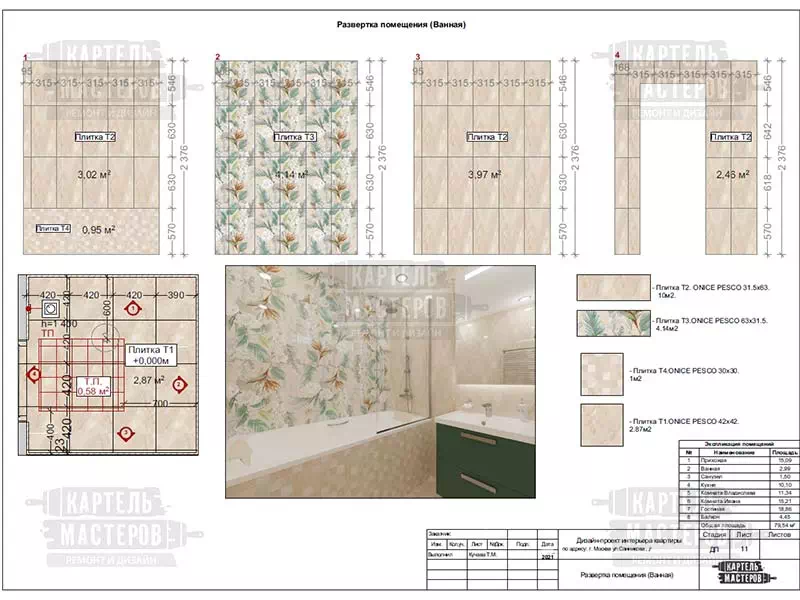 Развертка помещения (Ванная)
1
95
315 315 315 315 315
546
630
630
570
2 376
Плитка Т2
3,02 м²
Плитка Т4
0,95 м²
2
315 315 315 315
546
630
630
570
2 376
Плитка Т3
4,14 м²
3
95
315 315 315 315 315
546
630
630
570
2 376
Плитка Т2
3,97 м²
4
168
315 315 315 315 315
546
642
618
570
2 376
Плитка Т2
2,46 м²
КАРТЕЛЬ
МАСТЕРОВ
РЕМОНТ И ДИЗАЙН
420 420 420 390
420
600
h=1 400
ТП
1
Плитка Т1
+0,000м
2,87 м²
Т.П.
0,58 м²
420
420
4
2
700
400
420
23
3
- Плитка Т2. ONICE PESCO 31.5х63.
10м2.
- Плитка Т3.ONICE PESCO 63х31.5.
4.14м2
- Плитка Т4.ONICE PESCO 30х30.
1м2
- Плитка Т1.ONICE PESCO 42х42.
2.87м2
Экспликация помещений
№ Наименование Площадь
1 Прихожая 15,09
2 Ванная 2,99
3 Санузел 1,50
4 Кухня 10,10
5 Комната Владислава 11,34
6 Комната Ивана 15,21
7 Гостиная 18,86
8 Балкон 4,45
Общая площадь 79,54 м²
Заказчик:
Изм. Колуч. Лист №Док. Подп. Дата
Выполнил Кучаев Т.М. 2021
Дизайн-проект интерьера квартиры
по адресу: г. Москва ул.Санникова
Стадия Лист Листов
ДП 11
Развертка помещения (Ванная)
КАРТЕЛЬ
МАСТЕРОВ